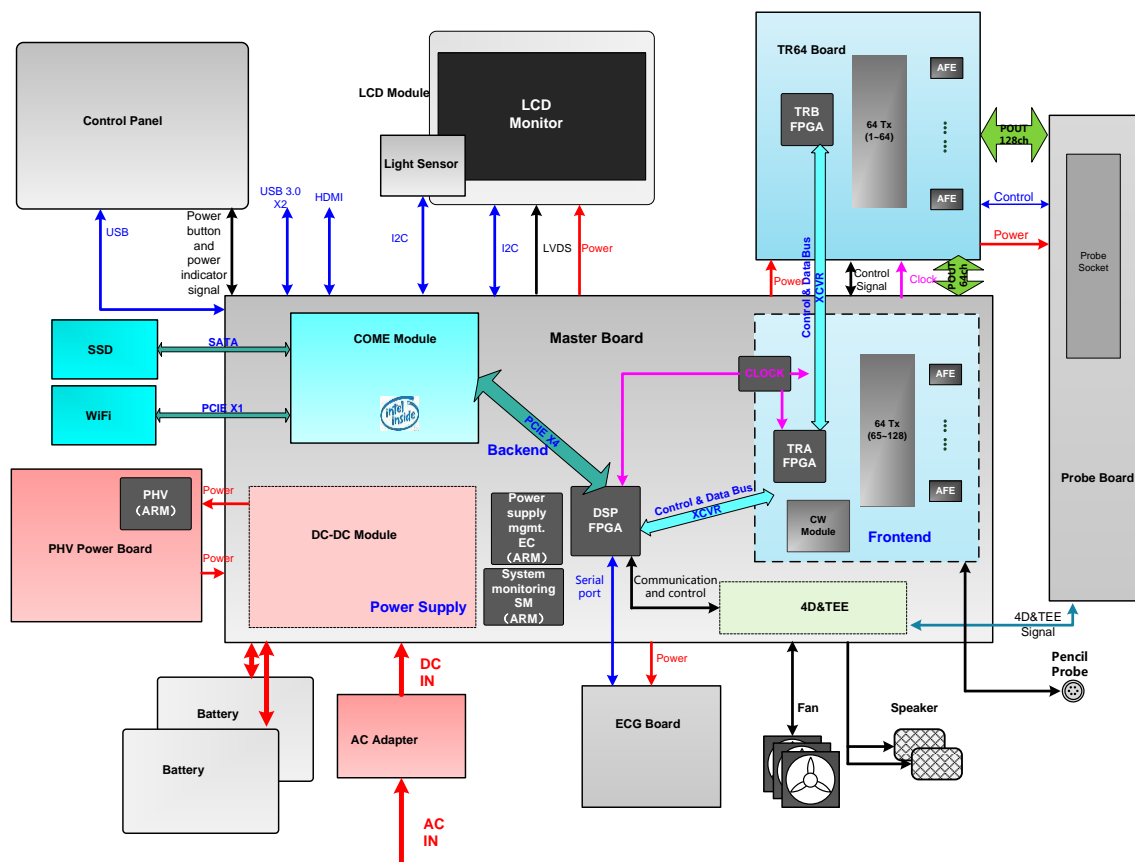 Control Panel
LCD Module
LCD
Monitor
Light Sensor
TR64 Board
TRB
FPGA
64 Tx
(1~64)
AFE
AFE
POUT
128ch
Control
Power
Probe
Socket
Probe Board
USB
Power
button
and
power
indicator
signal
USB 3.0
X2
HDMI
I2C
I2C
LVDS
Power
Power
Control
Signal
Clock
POUT
64ch
Control & Data Bus
XCVR
SSD
SATA
WiFi
PCIE X1
COME Module
intel
inside
Master Board
Backend
PCIE X4
CLOCK
TRA
FPGA
64 Tx
(65~128)
AFE
AFE
CW
Module
Frontend
PHV
(ARM)
PHV Power Board
Power
Power
DC-DC Module
Power Supply
Power
supply
mgmt.
EC
(ARM)
System
monitoring
SM
(ARM)
DSP
FPGA
Control & Data Bus
XCVR
Serial
port
Communication
and control
4D&TEE
4D&TEE
Signal
Pencil
Probe
Battery
Battery
DC
IN
AC Adapter
AC
IN
Power
ECG Board
Fan
Speaker